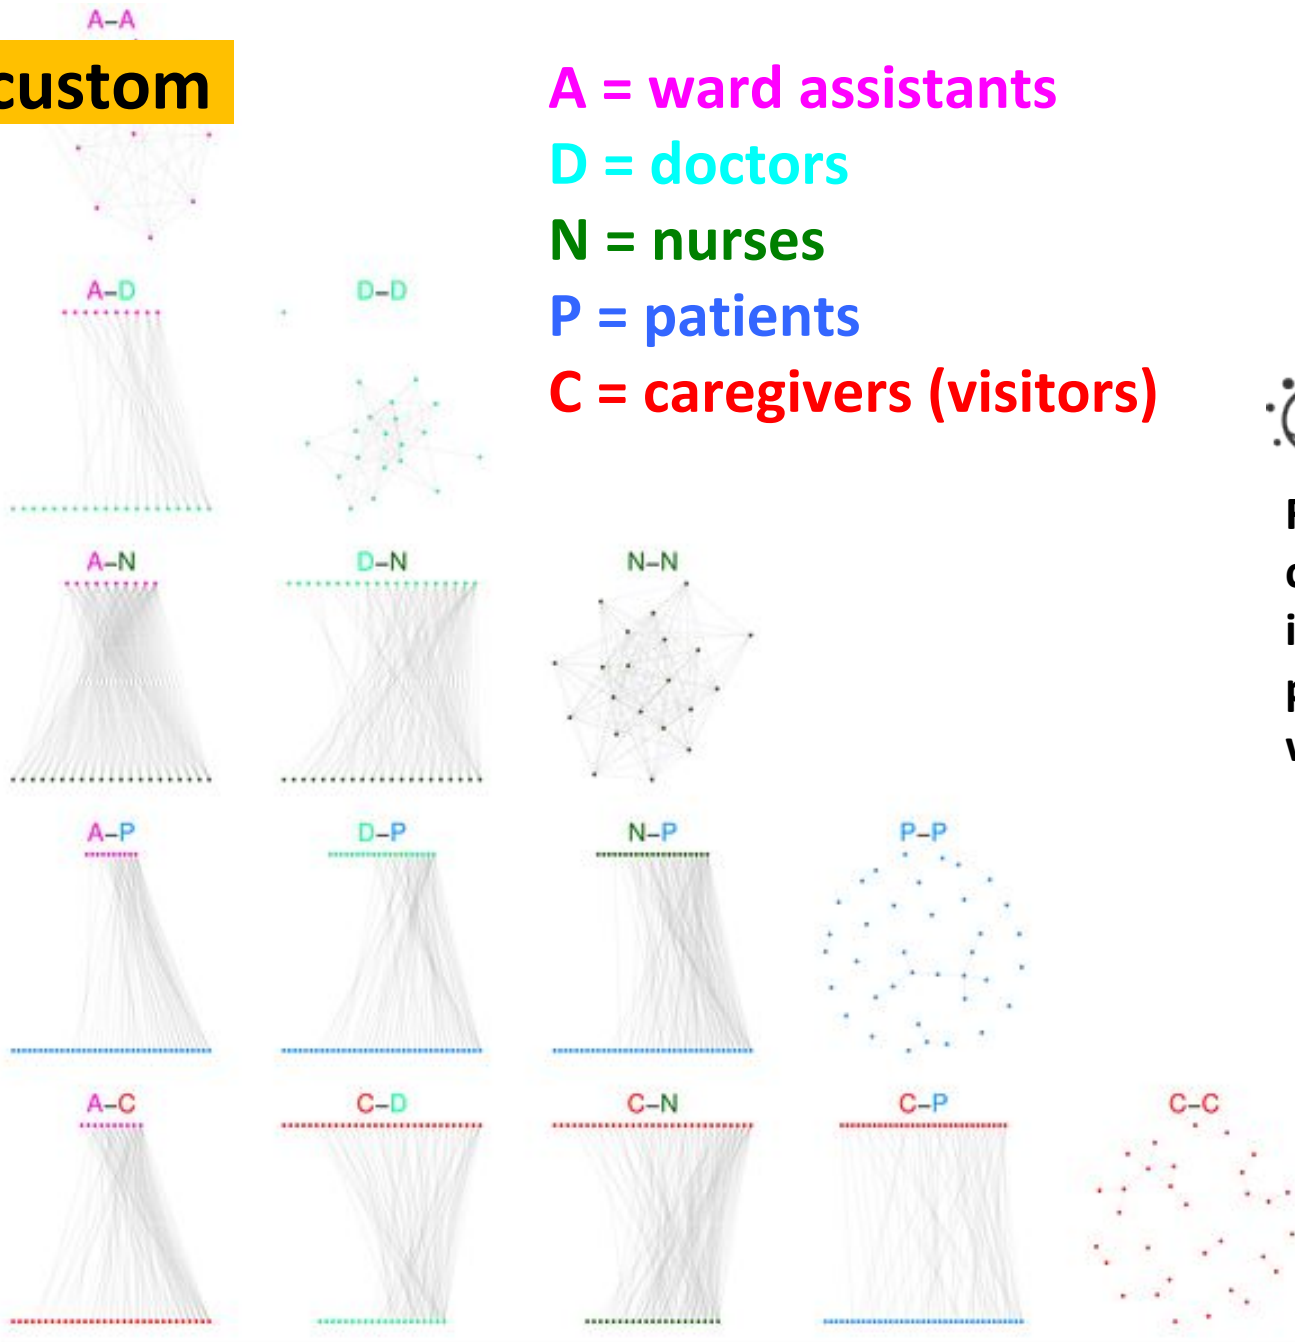 A–A
custom
A = ward assistants
D = doctors
N = nurses
P = patients
C = caregivers (visitors)
A–D
D–D
A–N
D–N
N–N
A–P
D–P
N–P
P–P
A–C
C–D
C–N
C–P
C–C